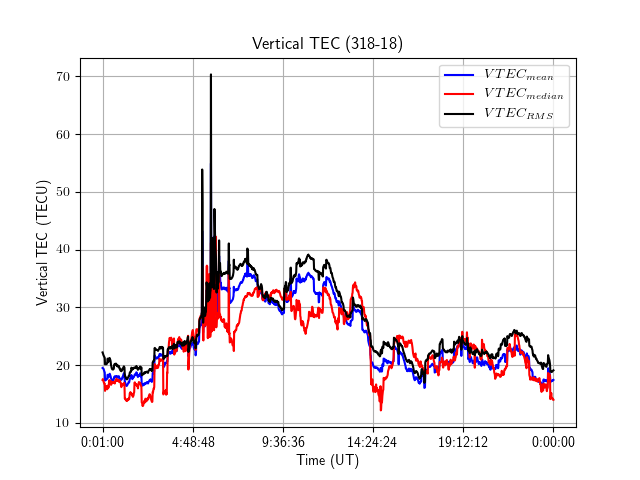 Vertical TEC (318-18)
VTEC_mean
VTEC_median
VTEC_RMS
Vertical TEC (TECU)
70
60
50
40
30
20
10
0:01:00 4:48:48 9:36:36 14:24:24 19:12:12 0:00:00
Time (UT)